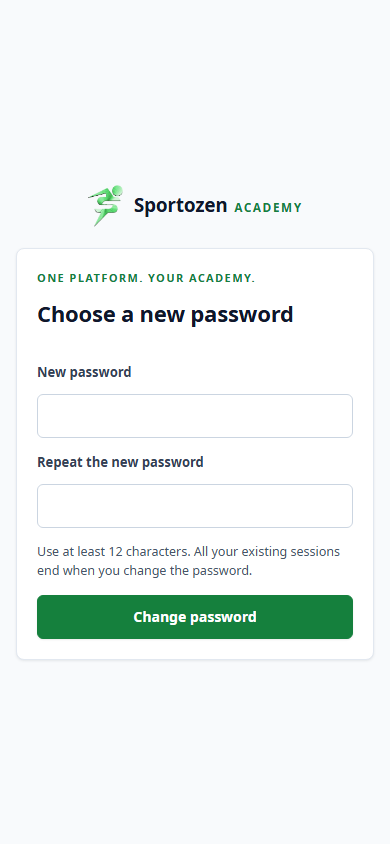 Sportozen ACADEMY
ONE PLATFORM. YOUR ACADEMY.
Choose a new password
New password
Repeat the new password
Use at least 12 characters. All your existing sessions
end when you change the password.
Change password